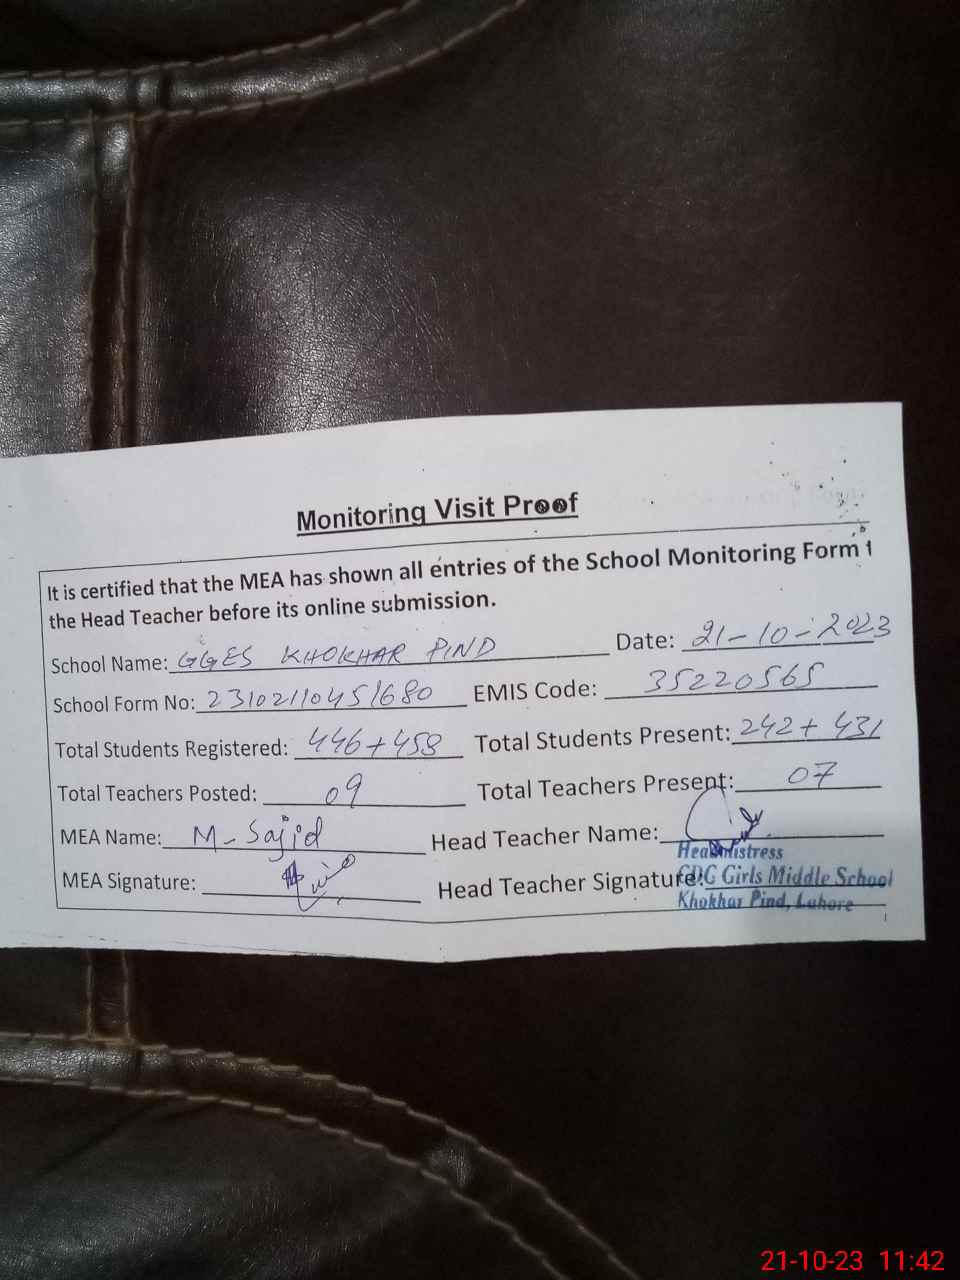 Monitoring Visit Proof
It is certified that the MEA has shown all entries of the School Monitoring Form t
the Head Teacher before its online submission.
School Name: GGES KHOKHAR PIND Date: 21-10-2023
School Form No: 23102110451680 EMIS Code: 35220565
Total Students Registered: 446+458 Total Students Present: 242+431
Total Teachers Posted: 09 Total Teachers Present: 07
MEA Name: M-Sajid Head Teacher Name:
Headmistress
MEA Signature: Head Teacher Signature: CDG Girls Middle School
Khokhar Pind, Lahore
21-10-23 11:42